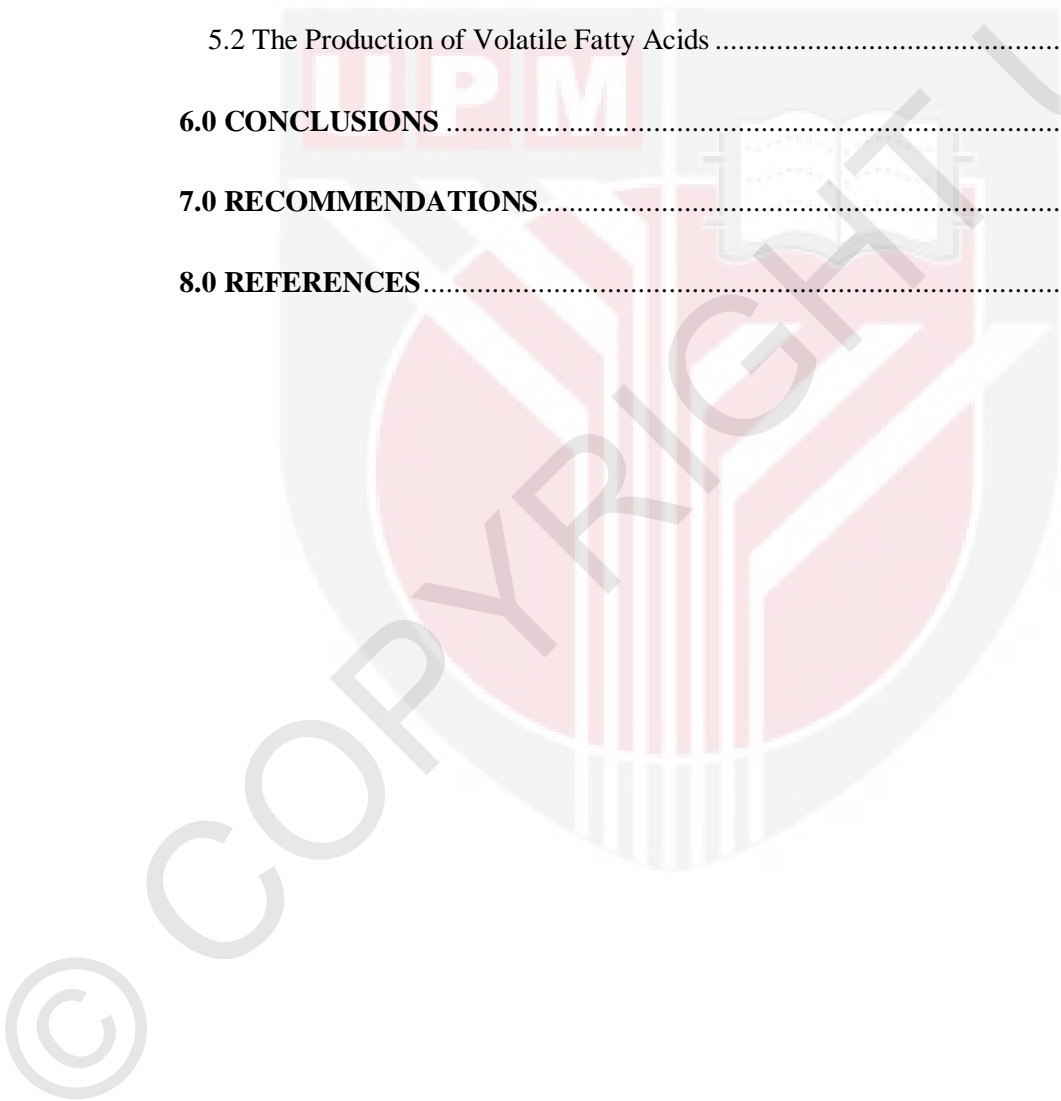 5.2 The Production of Volatile Fatty Acids ..............................................
6.0 CONCLUSIONS ................................................................................
7.0 RECOMMENDATIONS....................................................................
8.0 REFERENCES...................................................................................
UPM
© COPYRIGHT U